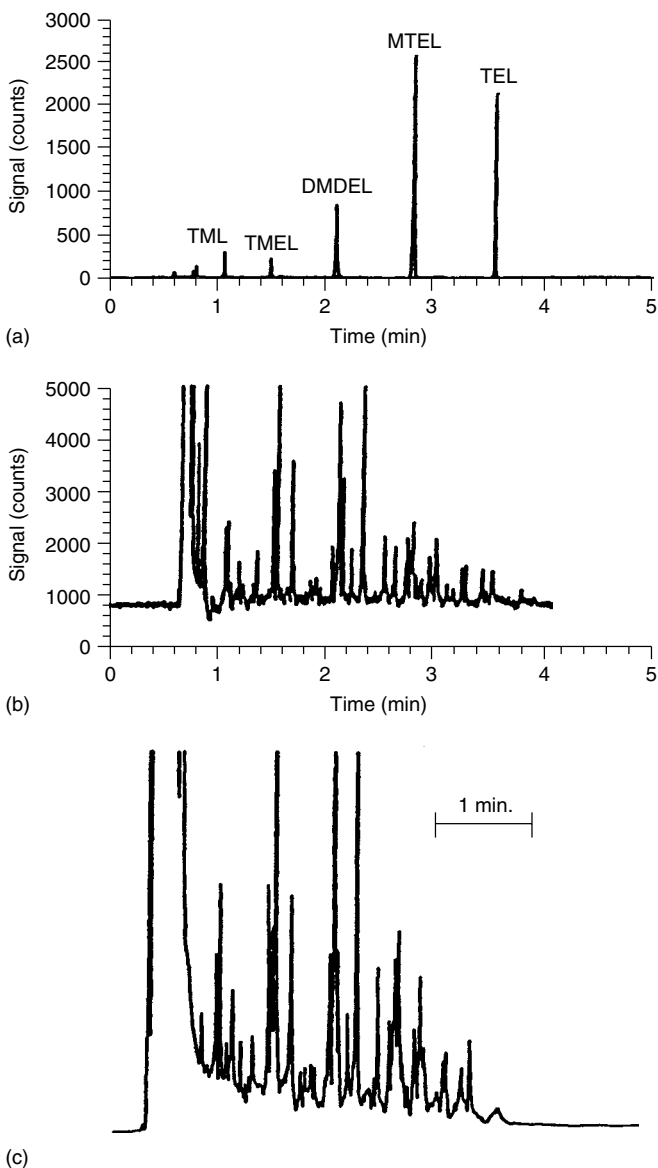 3000
2500
2000
1500
1000
500
0
Signal (counts)
TML
TMEL
DMDEL
MTEL
TEL
0 1 2 3 4 5
(a) Time (min)
5000
4000
3000
2000
1000
0
Signal (counts)
0 1 2 3 4 5
(b) Time (min)
1 min.
(c)